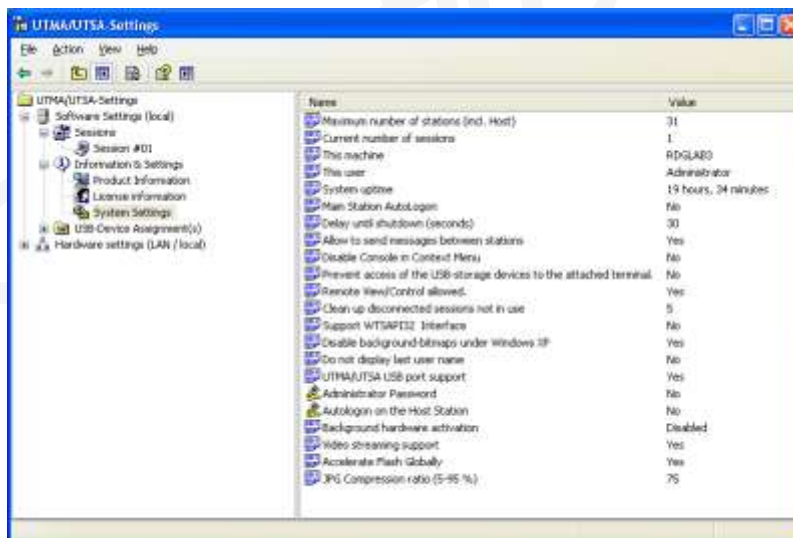 UTMA/UTSA-Settings
File Action View Help
UTMA/UTSA-Settings
Software Settings (local)
Sessions
Session #01
Information & Settings
Product Information
License information
System Settings
USB-Device Assignment(s)
Hardware settings (LAN / local)
Name Value
Maximum number of stations (incl. Host) 31
Current number of sessions 1
This machine RDGLAB3
This user Administrator
System uptime 19 hours, 34 minutes
Main Station AutoLogon No
Delay until shutdown (seconds) 30
Allow to send messages between stations Yes
Disable Console in Context Menu No
Prevent access of the USB-storage devices to the attached terminal. No
Remote View/Control allowed. Yes
Clean up disconnected sessions not in use 5
Support WTSAPI32 Interface No
Disable background-bitmaps under Windows XP Yes
Do not display last user name No
UTMA/UTSA USB port support Yes
Administrator Password No
Autologon on the Host Station No
Background hardware activation Disabled
Video streaming support Yes
Accelerate Flash Globally Yes
JPG Compression ratio (5-95 %) 75